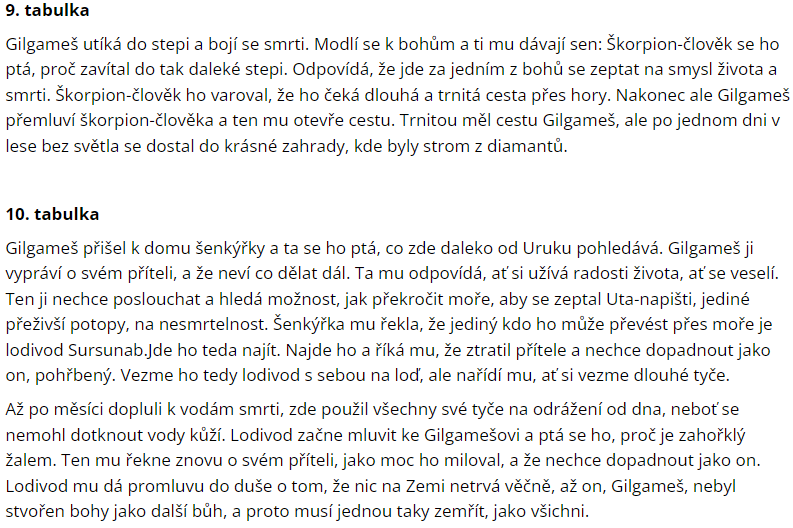 9. tabulka
Gilgameš utíká do stepi a bojí se smrti. Modlí se k bohům a ti mu dávají sen: Škorpion-člověk se ho
ptá, proč zavítal do tak daleké stepi. Odpovídá, že jde za jedním z bohů se zeptat na smysl života a
smrti. Škorpion-člověk ho varoval, že ho čeká dlouhá a trnitá cesta přes hory. Nakonec ale Gilgameš
přemluví škorpion-člověka a ten mu otevře cestu. Trnitou měl cestu Gilgameš, ale po jednom dni v
lese bez světla se dostal do krásné zahrady, kde byly strom z diamantů.
10. tabulka
Gilgameš přišel k domu šenkýřky a ta se ho ptá, co zde daleko od Uruku pohledává. Gilgameš ji
vypráví o svém příteli, a že neví co dělat dál. Ta mu odpovídá, ať si užívá radosti života, ať se veselí.
Ten ji nechce poslouchat a hledá možnost, jak překročit moře, aby se zeptal Uta-napišti, jediné
přeživší potopy, na nesmrtelnost. Šenkýřka mu řekla, že jediný kdo ho může převést přes moře je
lodivod Sursunab.Jde ho teda najít. Najde ho a říká mu, že ztratil přítele a nechce dopadnout jako
on, pohřbený. Vezme ho tedy lodivod s sebou na loď, ale nařídí mu, ať si vezme dlouhé tyče.
Až po měsíci dopluli k vodám smrti, zde použil všechny své tyče na odrážení od dna, neboť se
nemohl dotknout vody kůží. Lodivod začne mluvit ke Gilgamešovi a ptá se ho, proč je zahořklý
žalem. Ten mu řekne znovu o svém příteli, jako moc ho miloval, a že nechce dopadnout jako on.
Lodivod mu dá promluvu do duše o tom, že nic na Zemi netrvá věčně, až on, Gilgameš, nebyl
stvořen bohy jako další bůh, a proto musí jednou taky zemřít, jako všichni.